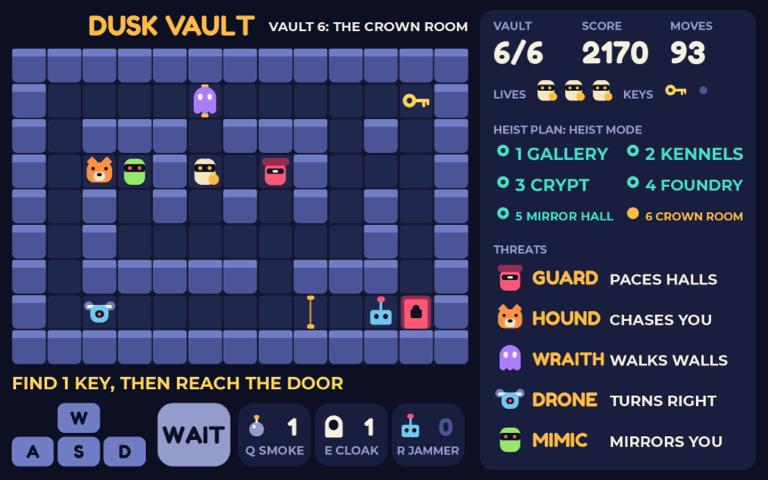 DUSK VAULT
VAULT 6: THE CROWN ROOM
VAULT SCORE MOVES
6/6 2170 93
LIVES KEYS
HEIST PLAN: HEIST MODE
1 GALLERY 2 KENNELS
3 CRYPT 4 FOUNDRY
5 MIRROR HALL 6 CROWN ROOM
THREATS
GUARD PACES HALLS
HOUND CHASES YOU
WRAITH WALKS WALLS
DRONE TURNS RIGHT
MIMIC MIRRORS YOU
FIND 1 KEY, THEN REACH THE DOOR
W
A S D
WAIT
1 1 0
Q SMOKE E CLOAK R JAMMER